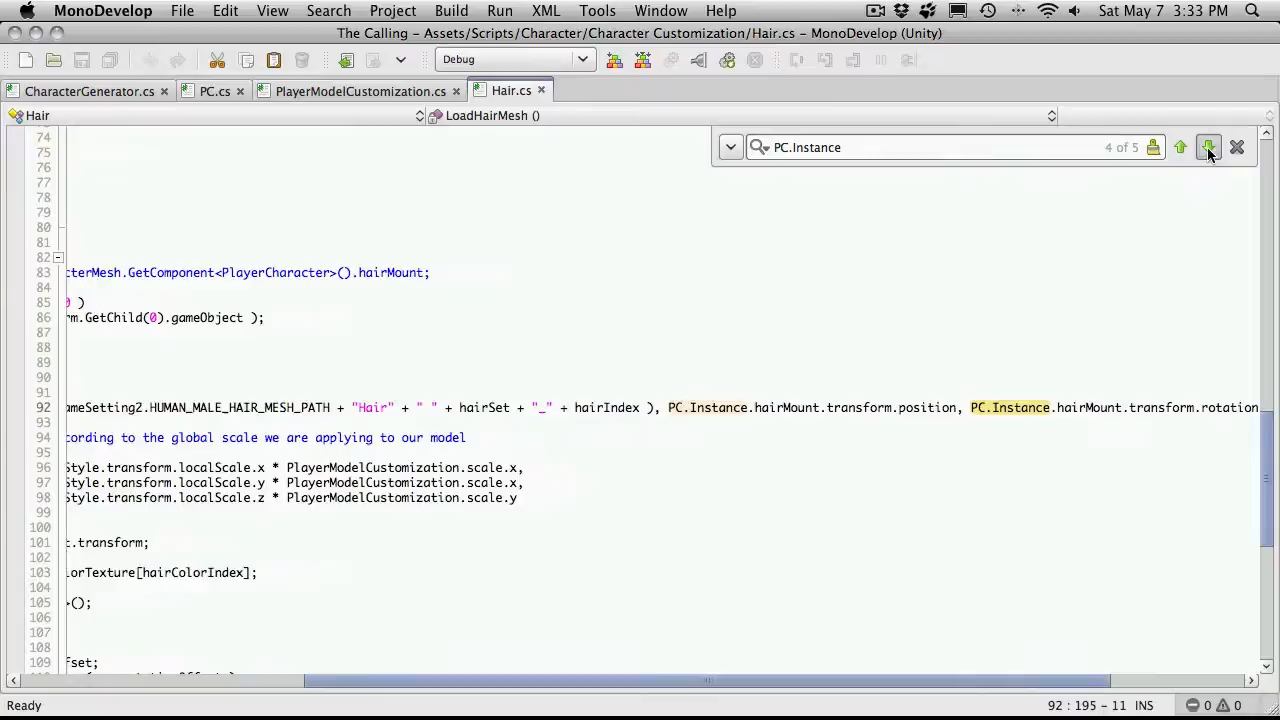 MonoDevelop File Edit View Search Project Build Run XML Tools Window Help Sat May 7 3:33 PM
The Calling - Assets/Scripts/Character/Character Customization/Hair.cs - MonoDevelop (Unity)
Debug
CharacterGenerator.cs PC.cs PlayerModelCustomization.cs Hair.cs
Hair LoadHairMesh ()
PC.Instance 4 of 5
74
75
76
77
78
79
80
81
82
83 cterMesh.GetComponent<PlayerCharacter>().hairMount;
84
85 0 )
86 rm.GetChild(0).gameObject );
87
88
89
90
91
92 ameSetting2.HUMAN_MALE_HAIR_MESH_PATH + "Hair" + " " + hairSet + "_" + hairIndex ), PC.Instance.hairMount.transform.position, PC.Instance.hairMount.transform.rotation
93
94 cording to the global scale we are applying to our model
95
96 Style.transform.localScale.x * PlayerModelCustomization.scale.x,
97 Style.transform.localScale.y * PlayerModelCustomization.scale.x,
98 Style.transform.localScale.z * PlayerModelCustomization.scale.y
99
100
101 t.transform;
102
103 lorTexture[hairColorIndex];
104
105 >();
106
107
108
109 fset;
Ready 92 : 195 - 11 INS 0 0